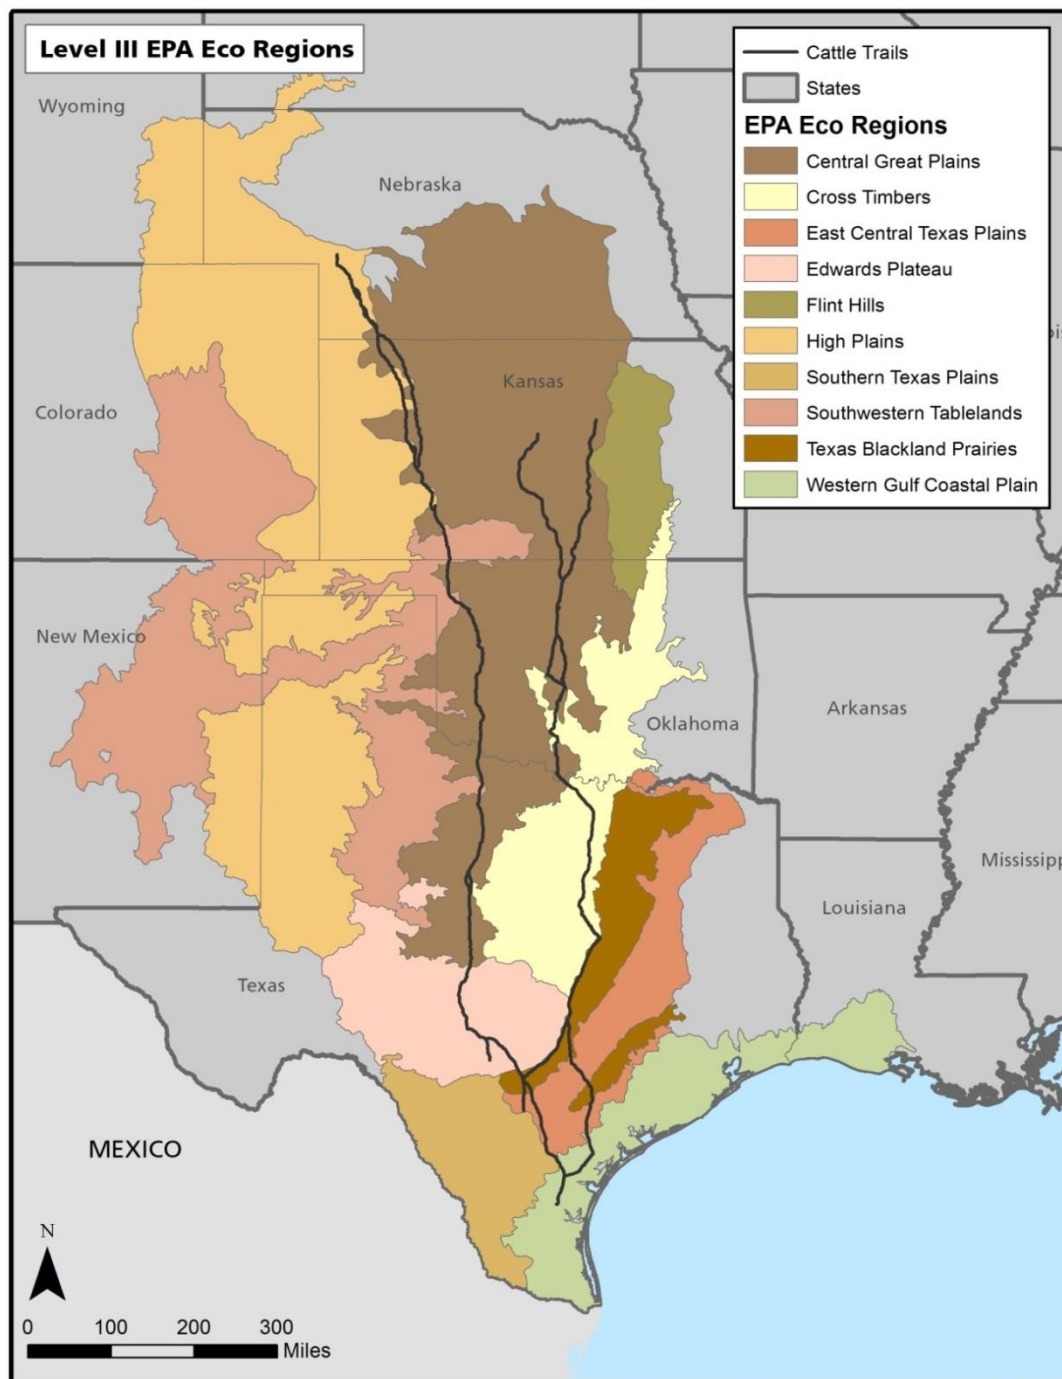 Level III EPA Eco Regions
Cattle Trails
States
EPA Eco Regions
Central Great Plains
Cross Timbers
East Central Texas Plains
Edwards Plateau
Flint Hills
High Plains
Southern Texas Plains
Southwestern Tablelands
Texas Blackland Prairies
Western Gulf Coastal Plain
Wyoming
Nebraska
Colorado
Kansas
New Mexico
Oklahoma
Arkansas
Mississipp
Louisiana
Texas
MEXICO
N
0 100 200 300
Miles